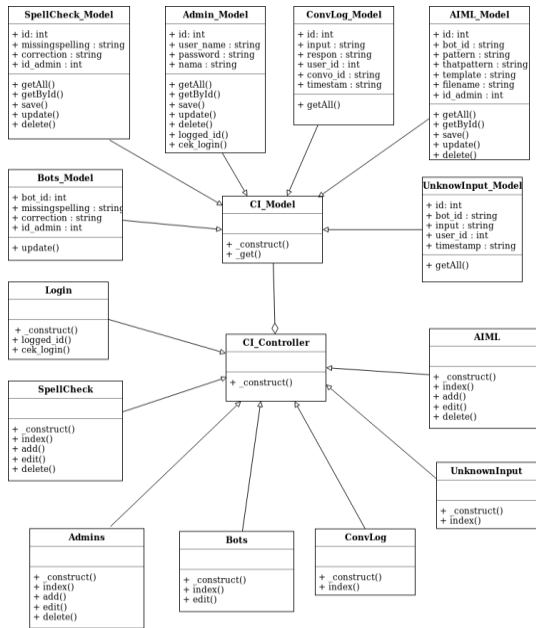 SpellCheck_Model
+ id: int
+ missingspelling : string
+ correction : string
+ id_admin : int
+ getAll()
+ getById()
+ save()
+ update()
+ delete()
Admin_Model
+ id: int
+ user_name : string
+ password : string
+ nama : string
+ getAll()
+ getById()
+ save()
+ update()
+ delete()
+ logged_id()
+ cek_login()
ConvLog_Model
+ id: int
+ input : string
+ respon : string
+ user_id : int
+ convo_id : string
+ timestam : string
+ getAll()
AIML_Model
+ id: int
+ bot_id : string
+ pattern : string
+ thatpattern : string
+ template : string
+ filename : string
+ id_admin : int
+ getAll()
+ getById()
+ save()
+ update()
+ delete()
Bots_Model
+ bot_id: int
+ missingspelling : string
+ correction : string
+ id_admin : int
+ update()
CI_Model
+ _construct()
+ _get()
UnknowInput_Model
+ id: int
+ bot_id : string
+ input : string
+ user_id : int
+ timestamp : string
+ getAll()
Login
+ _construct()
+ logged_id()
+ cek_login()
CI_Controller
+ _construct()
AIML
+ _construct()
+ index()
+ add()
+ edit()
+ delete()
SpellCheck
+ _construct()
+ index()
+ add()
+ edit()
+ delete()
UnknownInput
+ _construct()
+ index()
Admins
+ _construct()
+ index()
+ add()
+ edit()
+ delete()
Bots
+ _construct()
+ index()
+ edit()
ConvLog
+ _construct()
+ index()